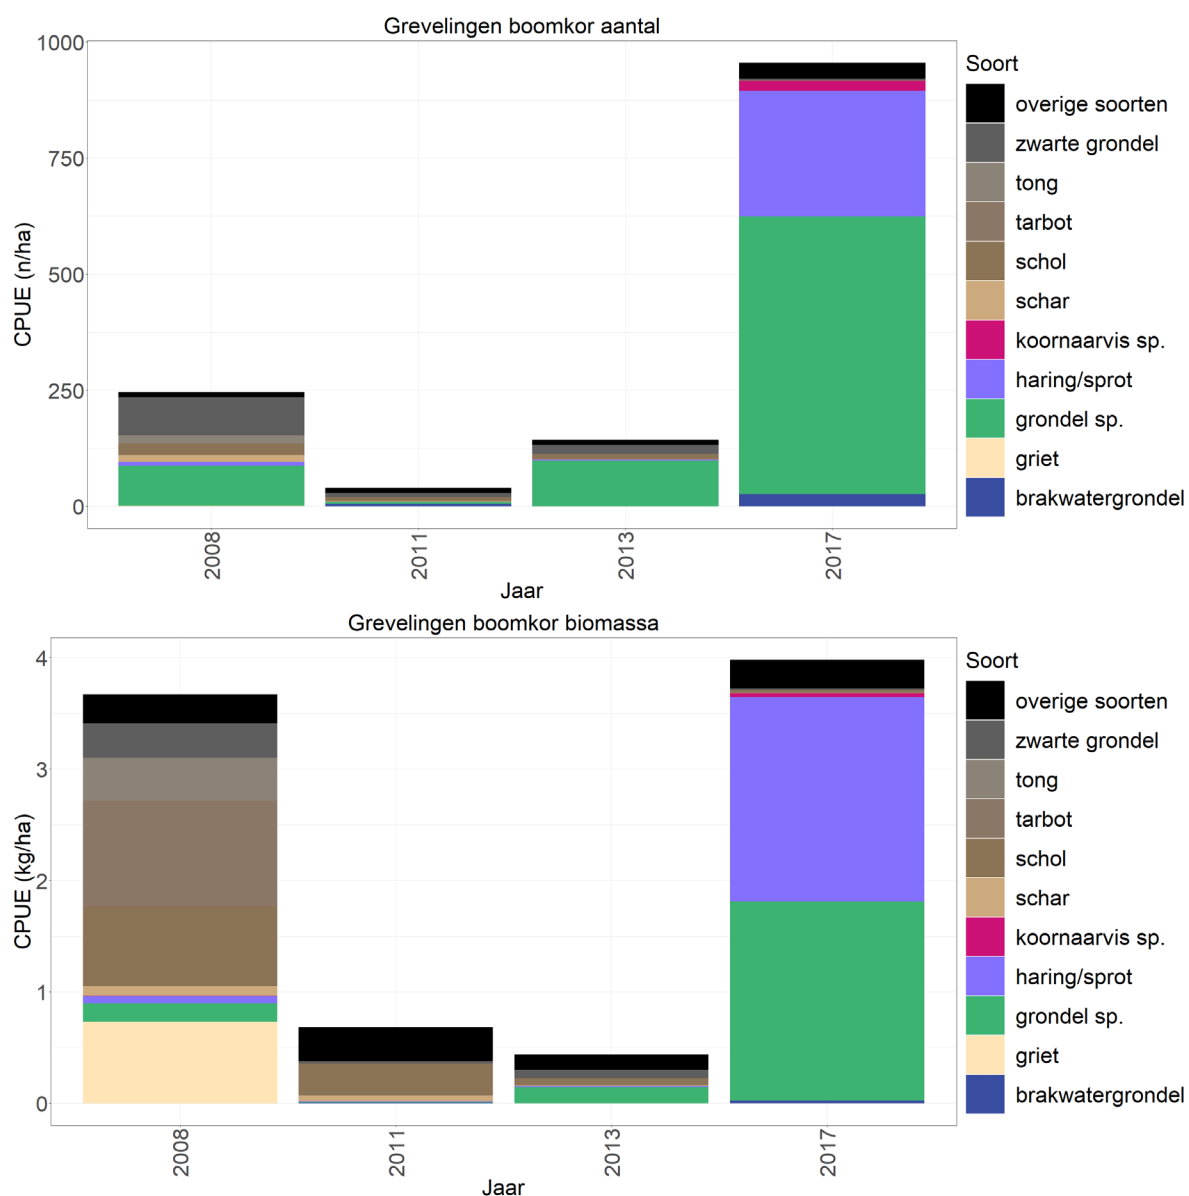 Grevelingen boomkor aantal
CPUE (n/ha)
1000
750
500
250
0
2008
2011
2013
2017
Jaar
Soort
overige soorten
zwarte grondel
tong
tarbot
schol
schar
koornaarvis sp.
haring/sprot
grondel sp.
griet
brakwatergrondel
Grevelingen boomkor biomassa
CPUE (kg/ha)
4
3
2
1
0
2008
2011
2013
2017
Jaar
Soort
overige soorten
zwarte grondel
tong
tarbot
schol
schar
koornaarvis sp.
haring/sprot
grondel sp.
griet
brakwatergrondel